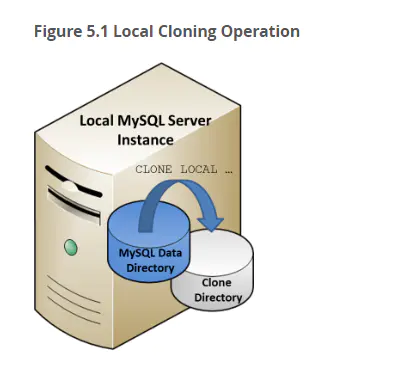 Figure 5.1 Local Cloning Operation
Local MySQL Server
Instance
CLONE LOCAL ...
MySQL Data
Directory
Clone
Directory